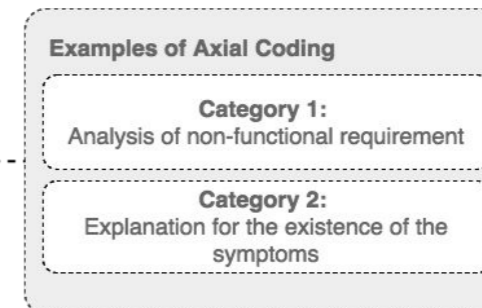 Examples of Axial Coding
Category 1:
Analysis of non-functional requirement
Category 2:
Explanation for the existence of the
symptoms